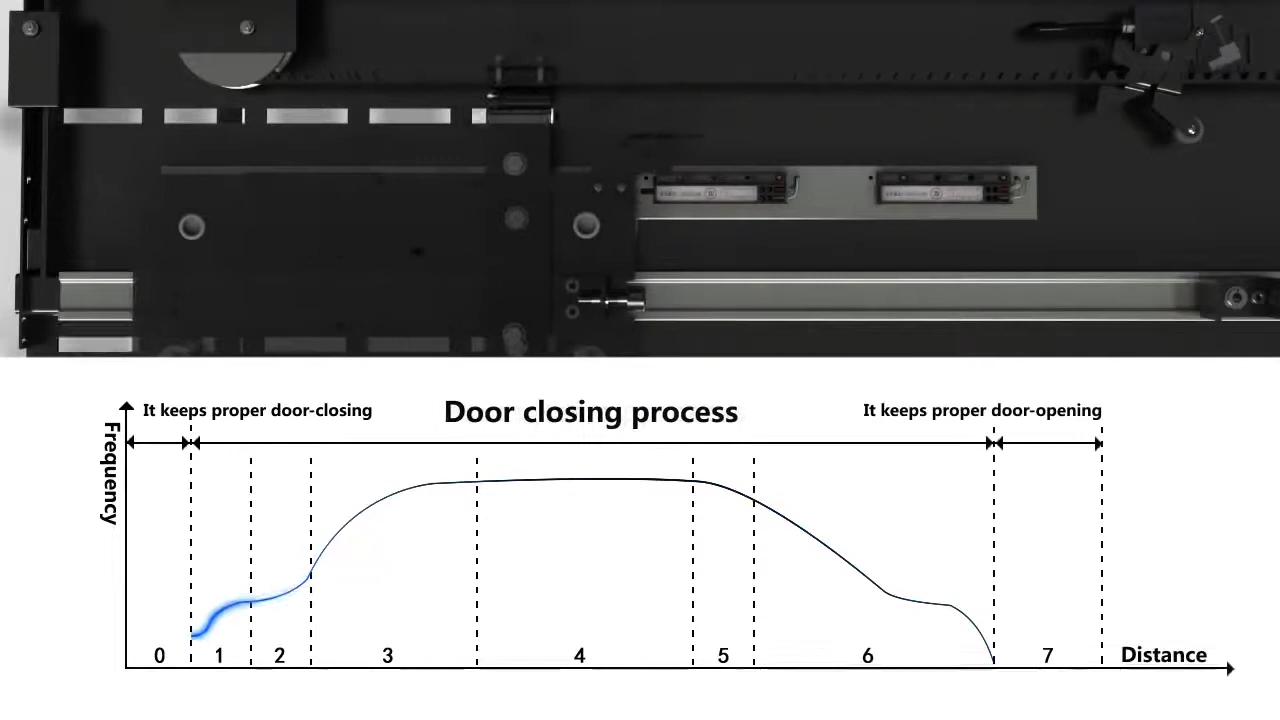 It keeps proper door-closing
Door closing process
It keeps proper door-opening
Frequency
0
1
2
3
4
5
6
7
Distance